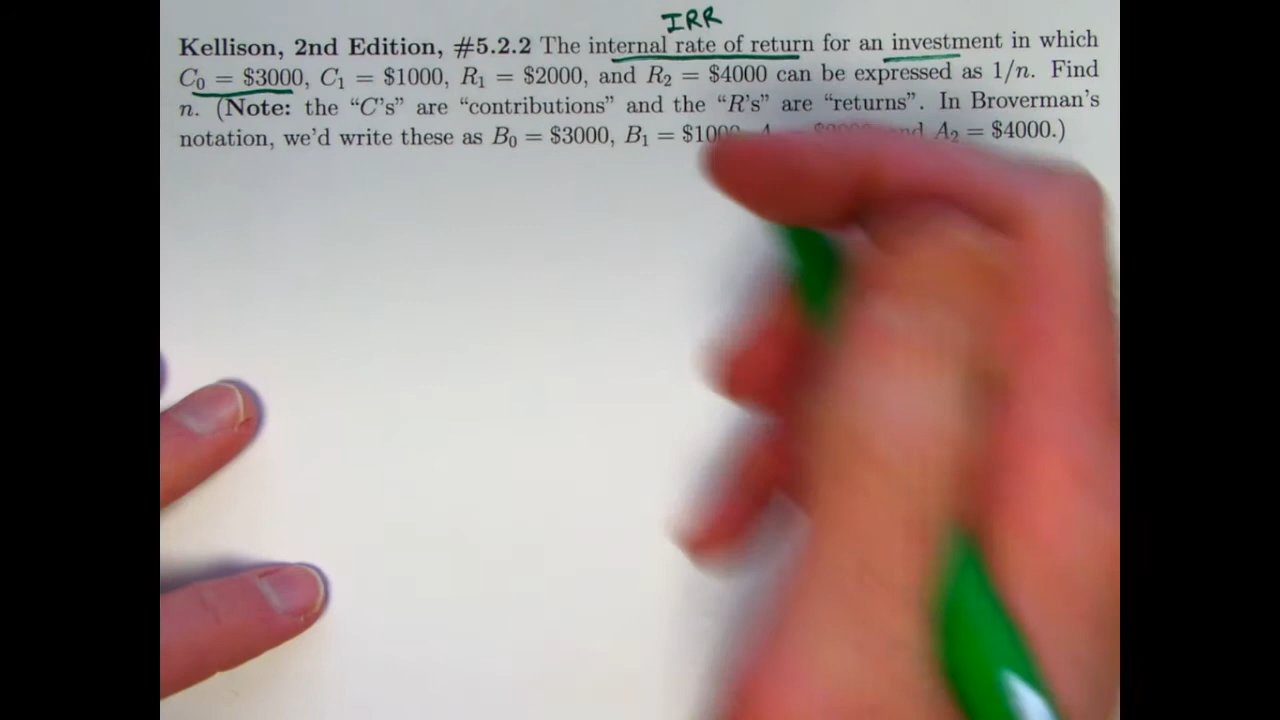 IRR
Kellison, 2nd Edition, #5.2.2 The internal rate of return for an investment in which
C₀ = $3000, C₁ = $1000, R₁ = $2000, and R₂ = $4000 can be expressed as 1/n. Find
n. (Note: the “C’s” are “contributions” and the “R’s” are “returns”. In Broverman’s
notation, we’d write these as B₀ = $3000, B₁ = A₂ = $4000.)